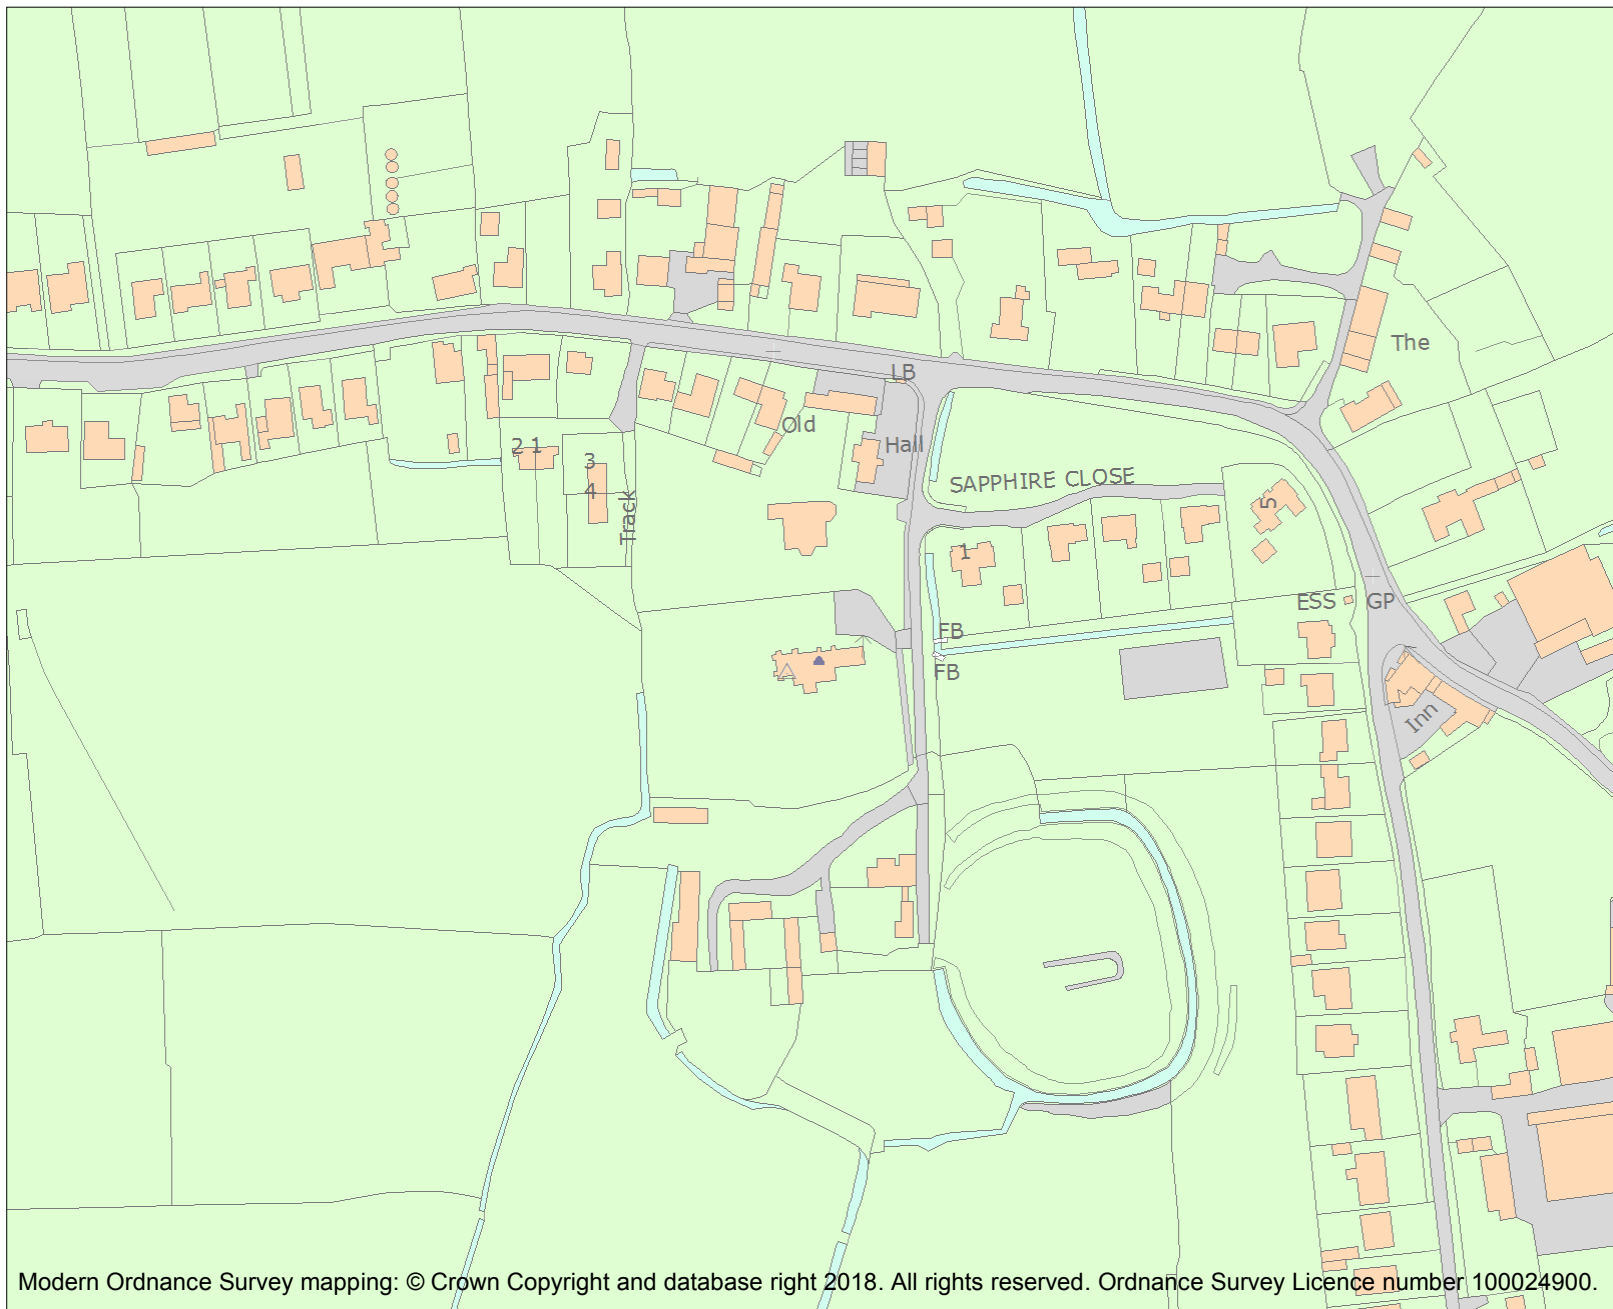 The
LB
Old
Hall
2 1
3
4
Track
SAPPHIRE CLOSE
5
1
ESS
GP
FB
FB
Inn
Modern Ordnance Survey mapping: © Crown Copyright and database right 2018. All rights reserved. Ordnance Survey Licence number 100024900.